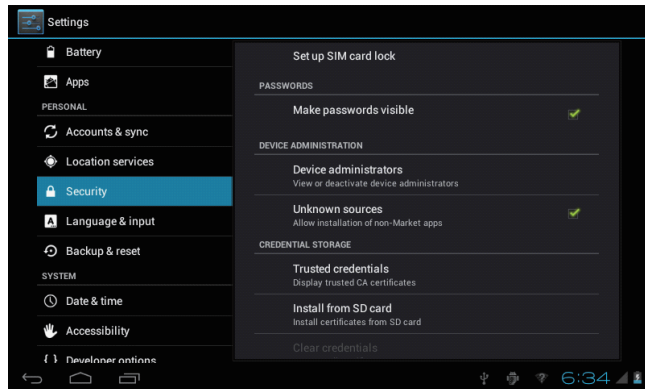 Settings
Battery
Apps
PERSONAL
Accounts & sync
Location services
Security
Language & input
Backup & reset
SYSTEM
Date & time
Accessibility
Developer options
Set up SIM card lock
PASSWORDS
Make passwords visible
DEVICE ADMINISTRATION
Device administrators
View or deactivate device administrators
Unknown sources
Allow installation of non-Market apps
CREDENTIAL STORAGE
Trusted credentials
Display trusted CA certificates
Install from SD card
Install certificates from SD card
Clear credentials
6:34